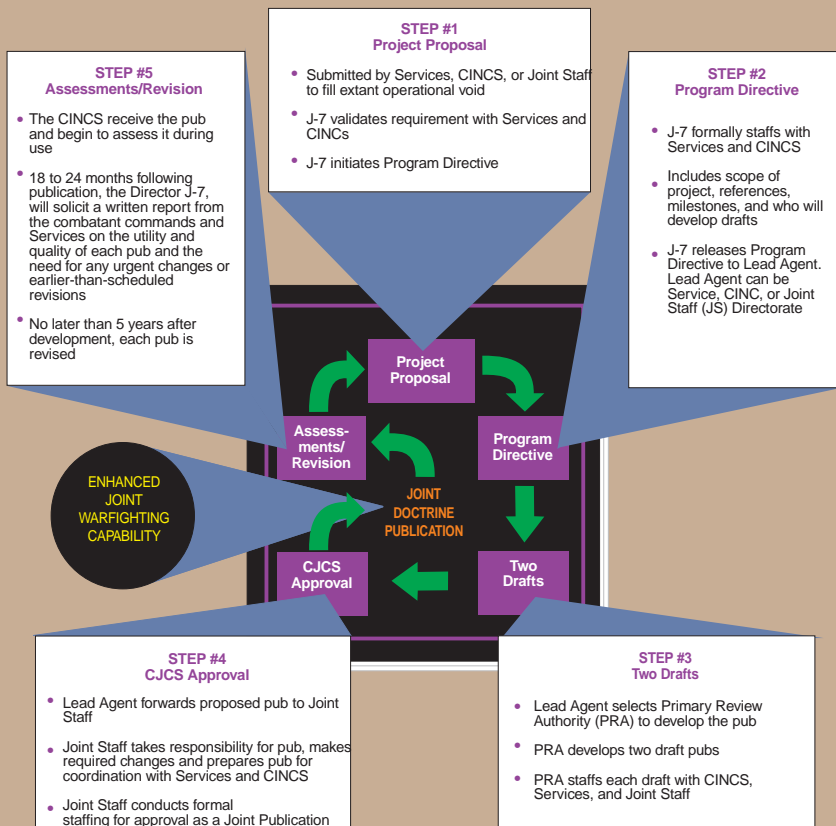 STEP #1
Project Proposal
• Submitted by Services, CINCS, or Joint Staff
to fill extant operational void
• J-7 validates requirement with Services and
CINCs
• J-7 initiates Program Directive
STEP #5
Assessments/Revision
• The CINCS receive the pub
and begin to assess it during
use
• 18 to 24 months following
publication, the Director J-7,
will solicit a written report from
the combatant commands and
Services on the utility and
quality of each pub and the
need for any urgent changes or
earlier-than-scheduled
revisions
• No later than 5 years after
development, each pub is
revised
STEP #2
Program Directive
• J-7 formally staffs with
Services and CINCS
• Includes scope of
project, references,
milestones, and who will
develop drafts
• J-7 releases Program
Directive to Lead Agent.
Lead Agent can be
Service, CINC, or Joint
Staff (JS) Directorate
Project
Proposal
Assess-
ments/
Revision
Program
Directive
ENHANCED
JOINT
WARFIGHTING
CAPABILITY
JOINT
DOCTRINE
PUBLICATION
CJCS
Approval
Two
Drafts
STEP #4
CJCS Approval
• Lead Agent forwards proposed pub to Joint
Staff
• Joint Staff takes responsibility for pub, makes
required changes and prepares pub for
coordination with Services and CINCS
• Joint Staff conducts formal
staffing for approval as a Joint Publication
STEP #3
Two Drafts
• Lead Agent selects Primary Review
Authority (PRA) to develop the pub
• PRA develops two draft pubs
• PRA staffs each draft with CINCS,
Services, and Joint Staff